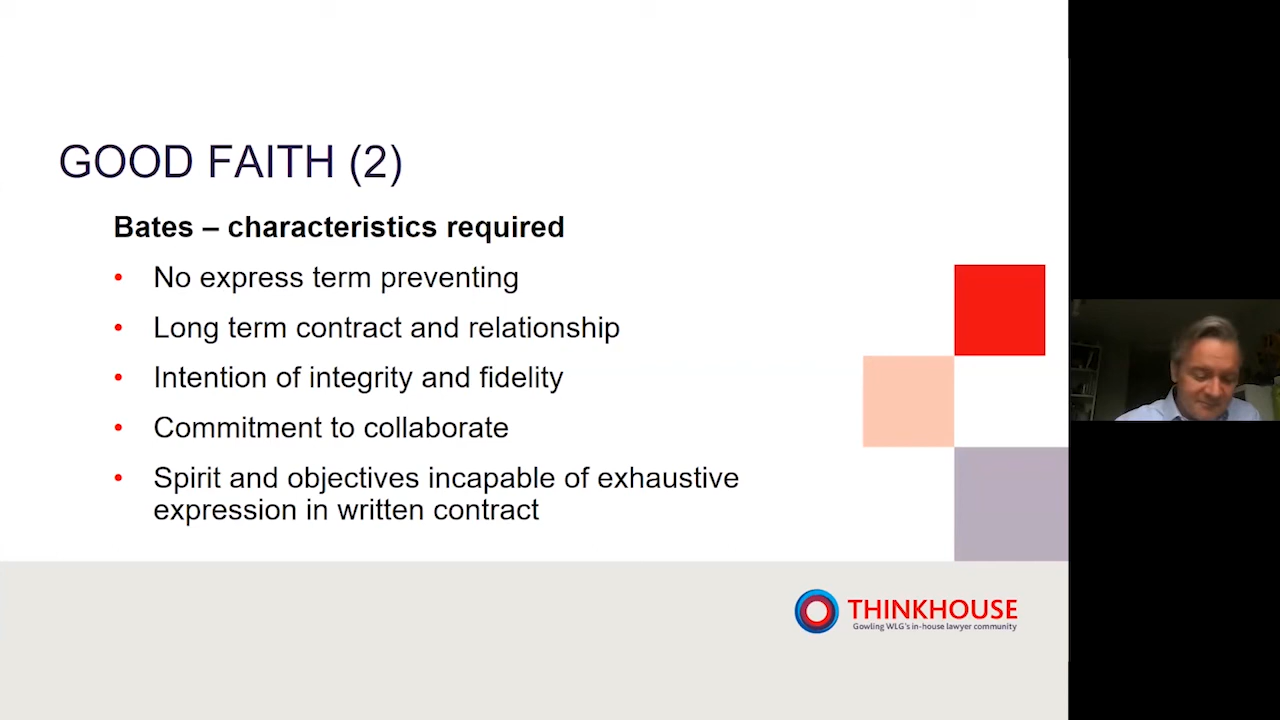 GOOD FAITH (2)
Bates – characteristics required
• No express term preventing
• Long term contract and relationship
• Intention of integrity and fidelity
• Commitment to collaborate
• Spirit and objectives incapable of exhaustive
expression in written contract
THINKHOUSE
Gowling WLG's in-house lawyer community